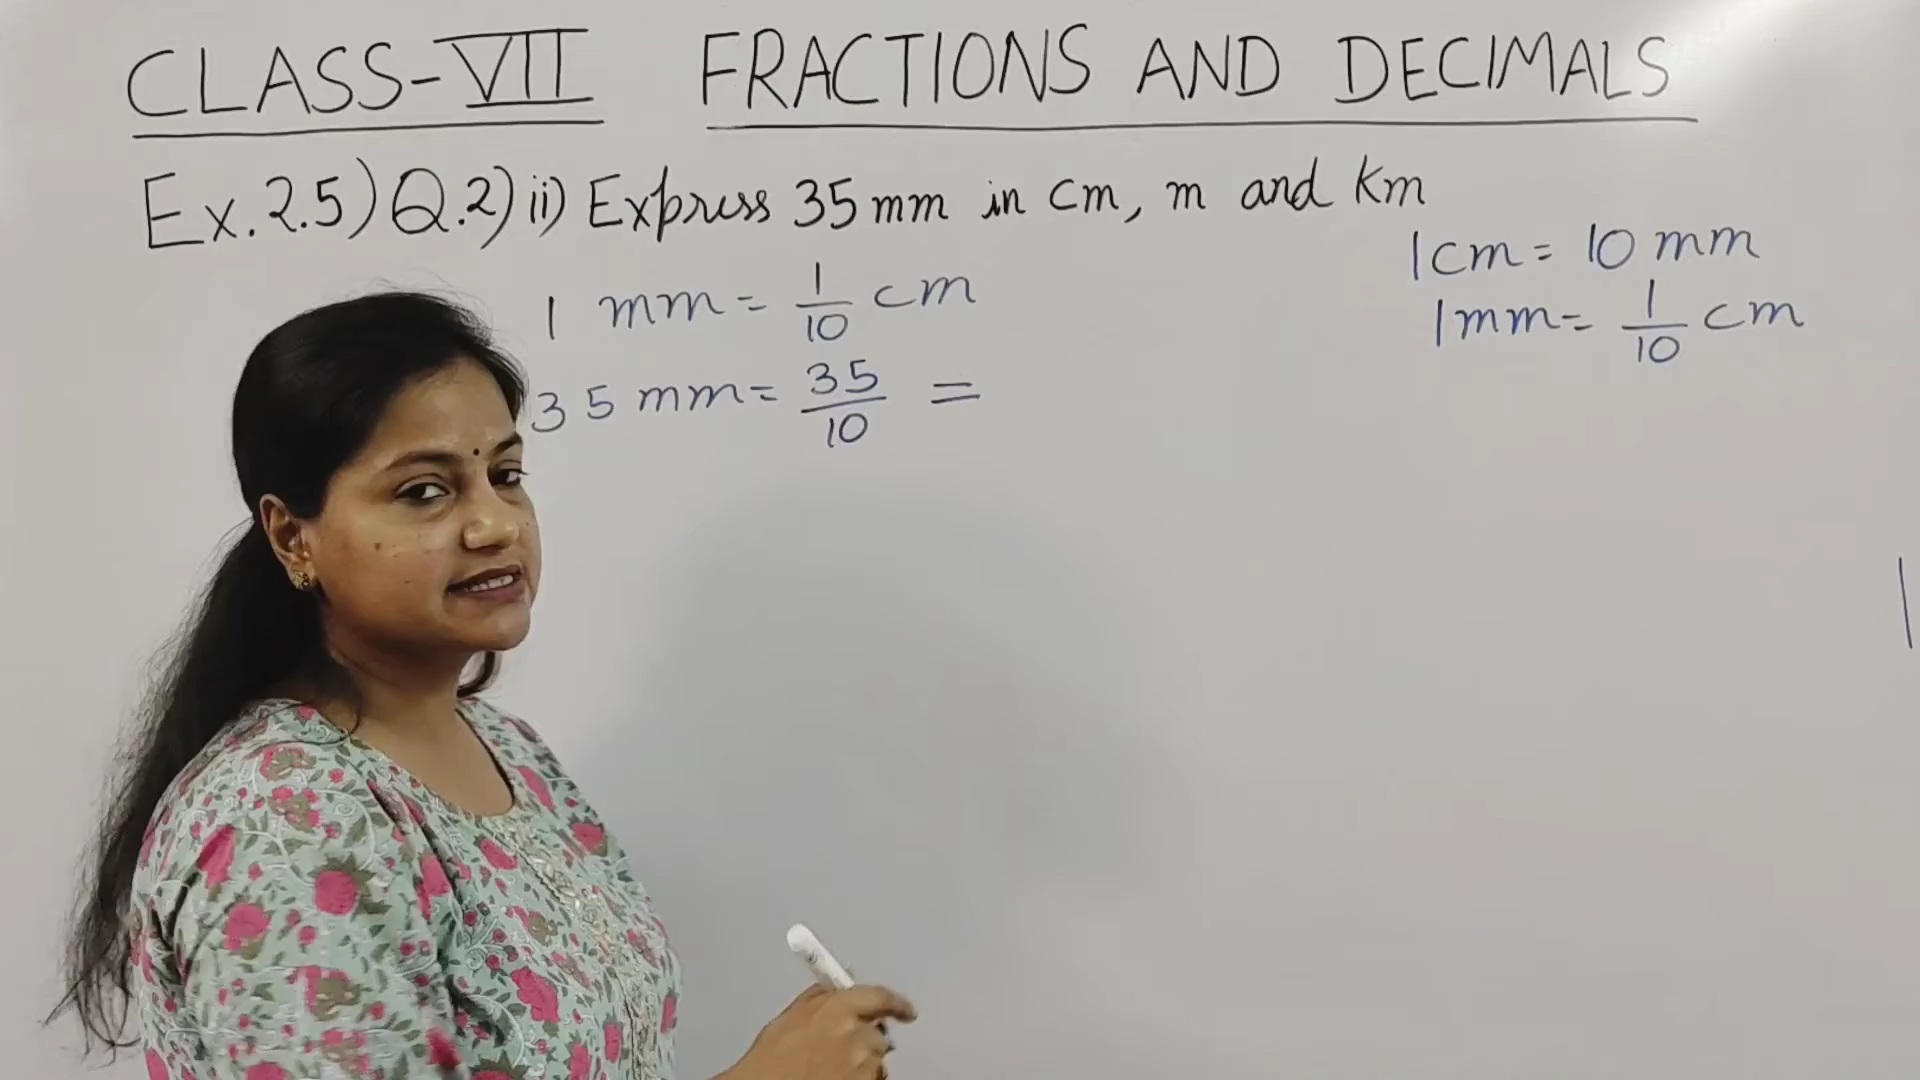 CLASS-VII FRACTIONS AND DECIMALS
Ex.2.5) Q.2) ii) Express 35 mm in cm, m and km
1 cm = 10 mm
1 mm = 1/10 cm
1 mm = 1/10 cm
35 mm = 35/10 =